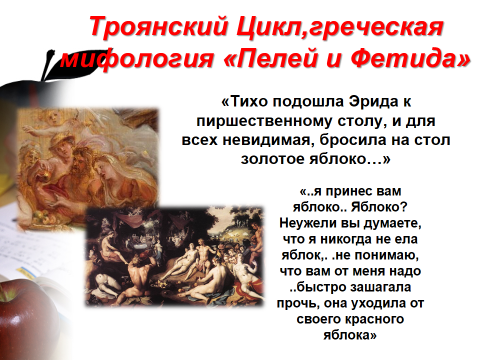 Троянский Цикл,греческая
мифология «Пелей и Фетида»
«Тихо подошла Эрида к
пиршественному столу, и для
всех невидимая, бросила на стол
золотое яблоко…»
«..я принес вам
яблоко.. Яблоко?
Неужели вы думаете,
что я никогда не ела
яблок,. .не понимаю,
что вам от меня надо
..быстро зашагала
прочь, она уходила от
своего красного
яблока»